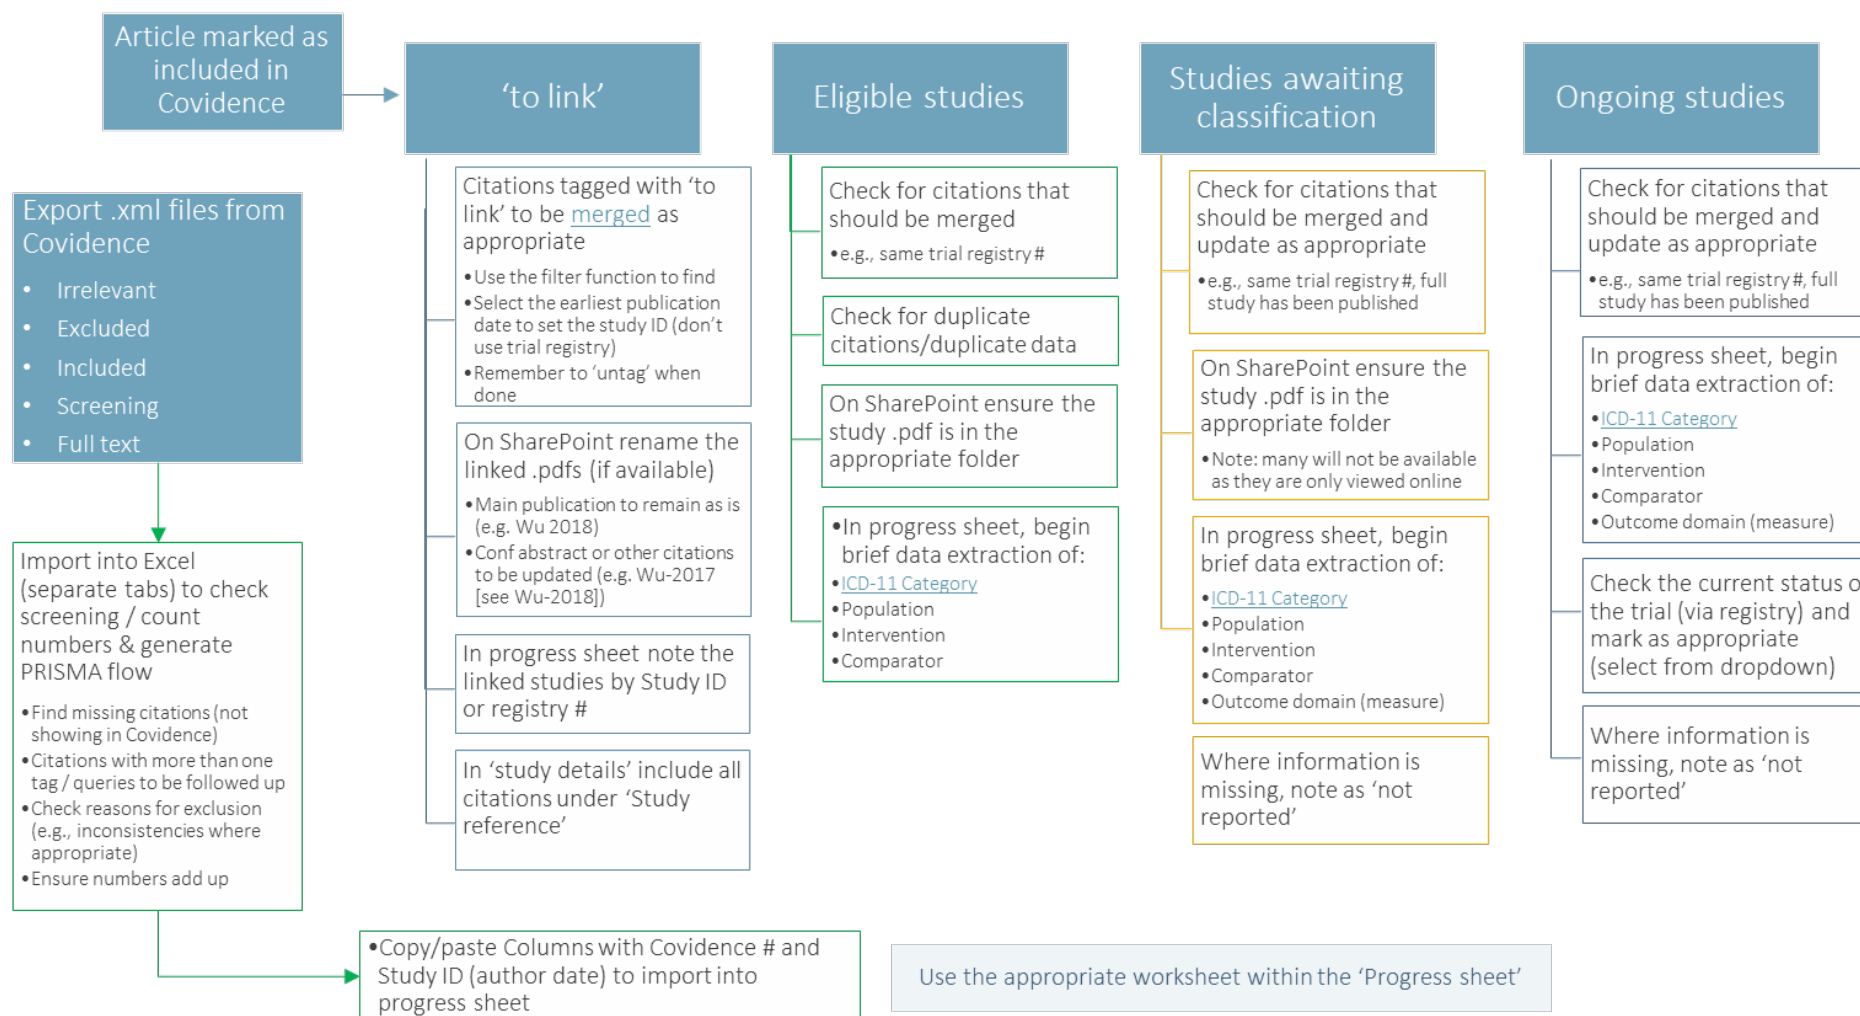 Article marked as
included in
Covidence
Export .xml files from
Covidence
• Irrelevant
• Excluded
• Included
• Screening
• Full text
Import into Excel
(separate tabs) to check
screening / count
numbers & generate
PRISMA flow
•Find missing citations (not
showing in Covidence)
•Citations with more than one
tag / queries to be followed up
•Check reasons for exclusion
(e.g., inconsistencies where
appropriate)
•Ensure numbers add up
•Copy/paste Columns with Covidence # and
Study ID (author date) to import into
progress sheet
‘to link’
Citations tagged with ‘to
link’ to be merged as
appropriate
•Use the filter function to find
•Select the earliest publication
date to set the study ID (don’t
use trial registry)
•Remember to ‘untag’ when
done
On SharePoint rename the
linked .pdfs (if available)
•Main publication to remain as is
(e.g. Wu 2018)
•Conf abstract or other citations
to be updated (e.g. Wu-2017
[see Wu-2018])
In progress sheet note the
linked studies by Study ID
or registry #
In ‘study details’ include all
citations under ‘Study
reference’
Eligible studies
Check for citations that
should be merged
•e.g., same trial registry #
Check for duplicate
citations/duplicate data
On SharePoint ensure the
study .pdf is in the
appropriate folder
•In progress sheet, begin
brief data extraction of:
•ICD-11 Category
•Population
•Intervention
•Comparator
Studies awaiting
classification
Check for citations that
should be merged and
update as appropriate
•e.g., same trial registry #, full
study has been published
On SharePoint ensure the
study .pdf is in the
appropriate folder
•Note: many will not be available
as they are only viewed online
In progress sheet, begin
brief data extraction of:
•ICD-11 Category
•Population
•Intervention
•Comparator
•Outcome domain (measure)
Where information is
missing, note as ‘not
reported’
Ongoing studies
Check for citations that
should be merged and
update as appropriate
•e.g., same trial registry #, full
study has been published
In progress sheet, begin
brief data extraction of:
•ICD-11 Category
•Population
•Intervention
•Comparator
•Outcome domain (measure)
Check the current status o
the trial (via registry) and
mark as appropriate
(select from dropdown)
Where information is
missing, note as ‘not
reported’
Use the appropriate worksheet within the ‘Progress sheet’